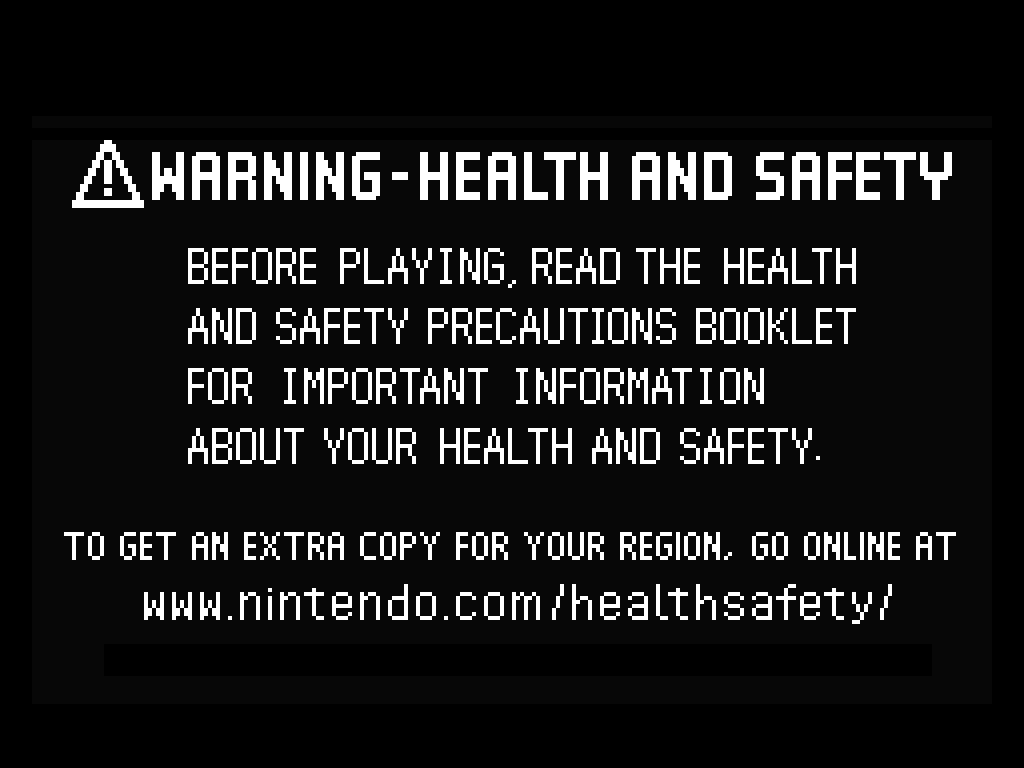 WARNING-HEALTH AND SAFETY
BEFORE PLAYING, READ THE HEALTH
AND SAFETY PRECAUTIONS BOOKLET
FOR IMPORTANT INFORMATION
ABOUT YOUR HEALTH AND SAFETY.
TO GET AN EXTRA COPY FOR YOUR REGION, GO ONLINE AT
www.nintendo.com/healthsafety/